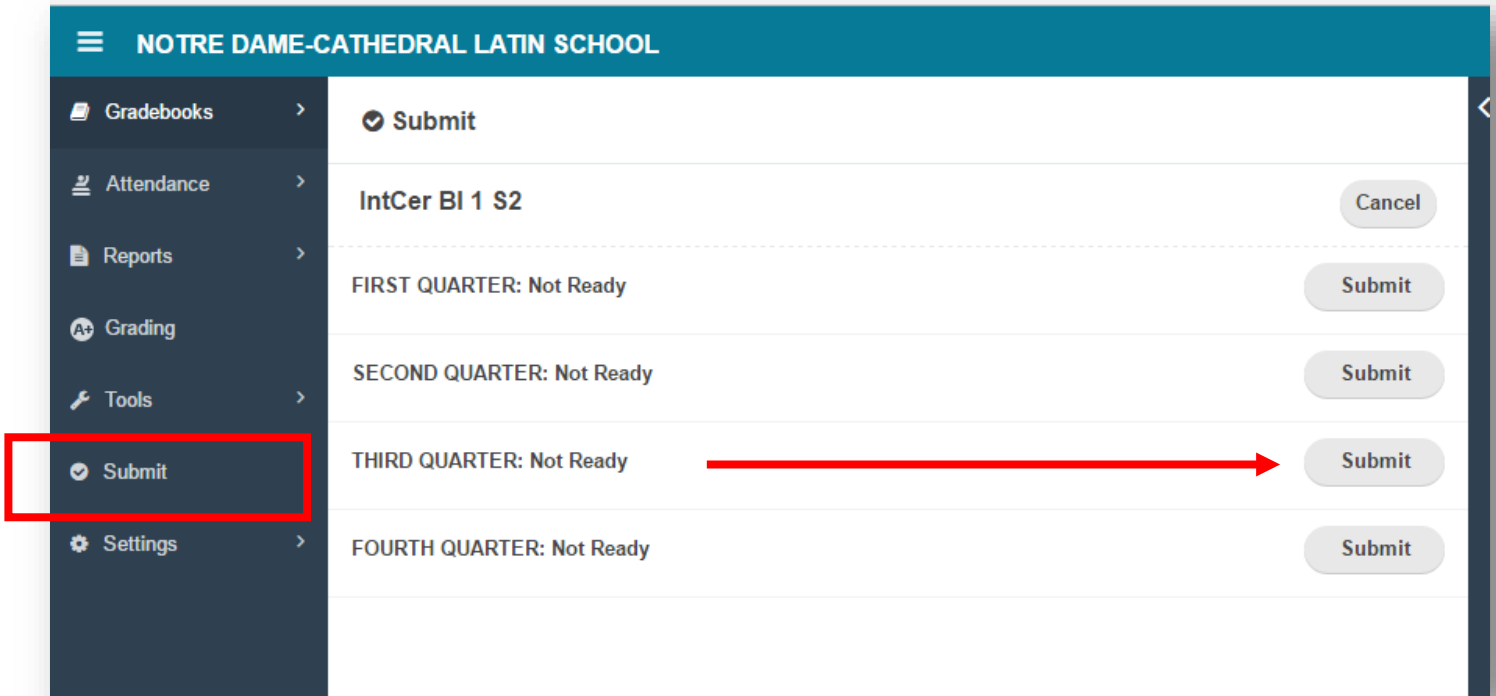 NOTRE DAME-CATHEDRAL LATIN SCHOOL
Gradebooks
Attendance
Reports
A+ Grading
Tools
Submit
Settings
Submit
IntCer Bl 1 S2
Cancel
FIRST QUARTER: Not Ready
Submit
SECOND QUARTER: Not Ready
Submit
THIRD QUARTER: Not Ready
Submit
FOURTH QUARTER: Not Ready
Submit